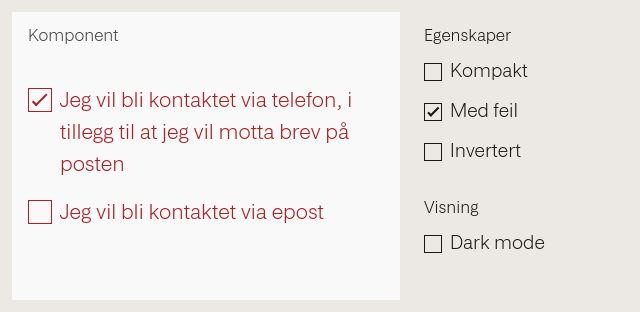 Komponent
Jeg vil bli kontaktet via telefon, i
tillegg til at jeg vil motta brev på
posten
Jeg vil bli kontaktet via epost
Egenskaper
Kompakt
Med feil
Invertert
Visning
Dark mode